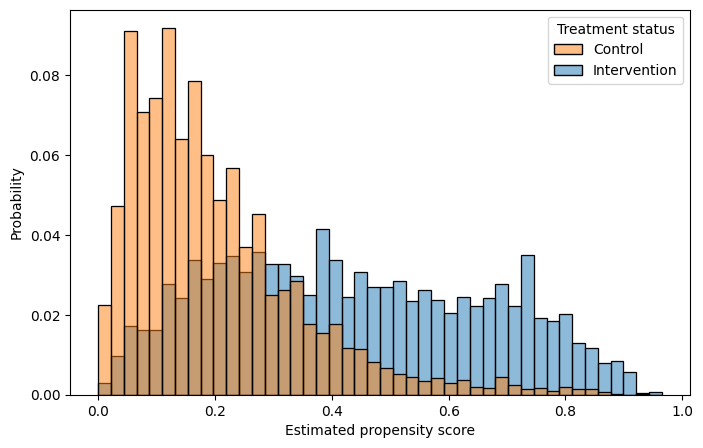 Treatment status
Control
Intervention
Probability
0.08
0.06
0.04
0.02
0.00
0.0 0.2 0.4 0.6 0.8 1.0
Estimated propensity score